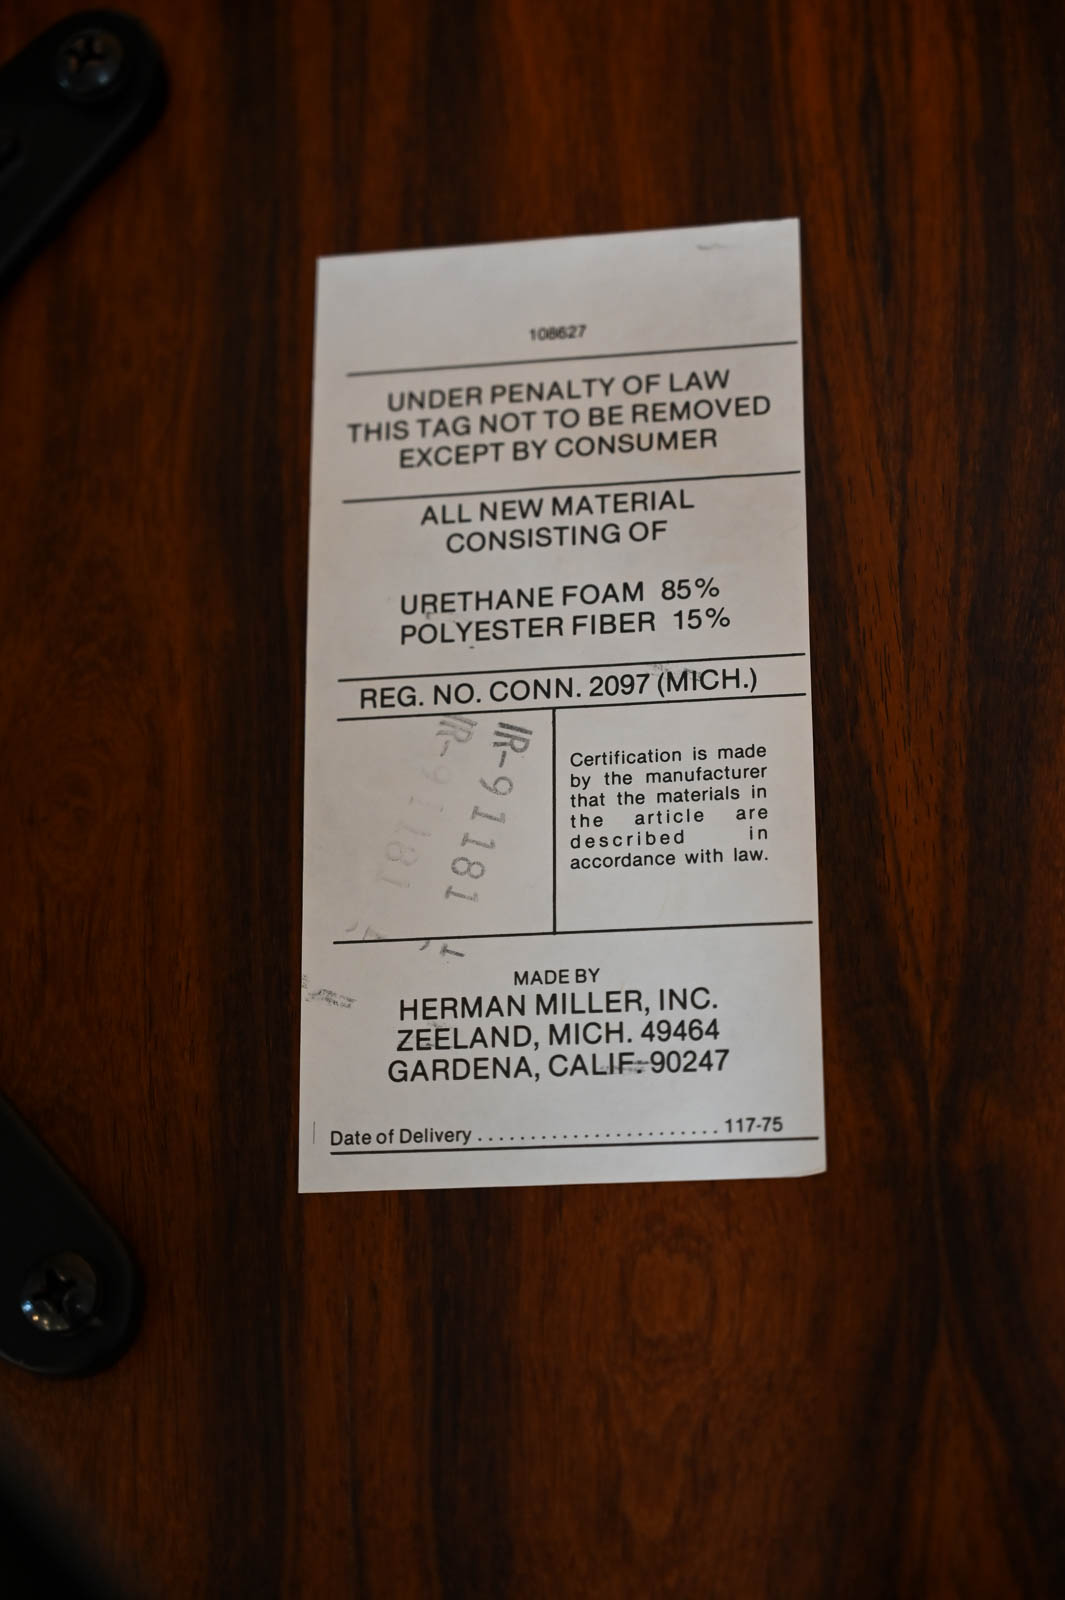 108627
UNDER PENALTY OF LAW
THIS TAG NOT TO BE REMOVED
EXCEPT BY CONSUMER
ALL NEW MATERIAL
CONSISTING OF
URETHANE FOAM 85%
POLYESTER FIBER 15%
REG. NO. CONN. 2097 (MICH.)
IR-91181
IR-91181
Certification is made
by the manufacturer
that the materials in
the article are
described in
accordance with law.
MADE BY
HERMAN MILLER, INC.
ZEELAND, MICH. 49464
GARDENA, CALIF. 90247
Date of Delivery ....................... 117-75